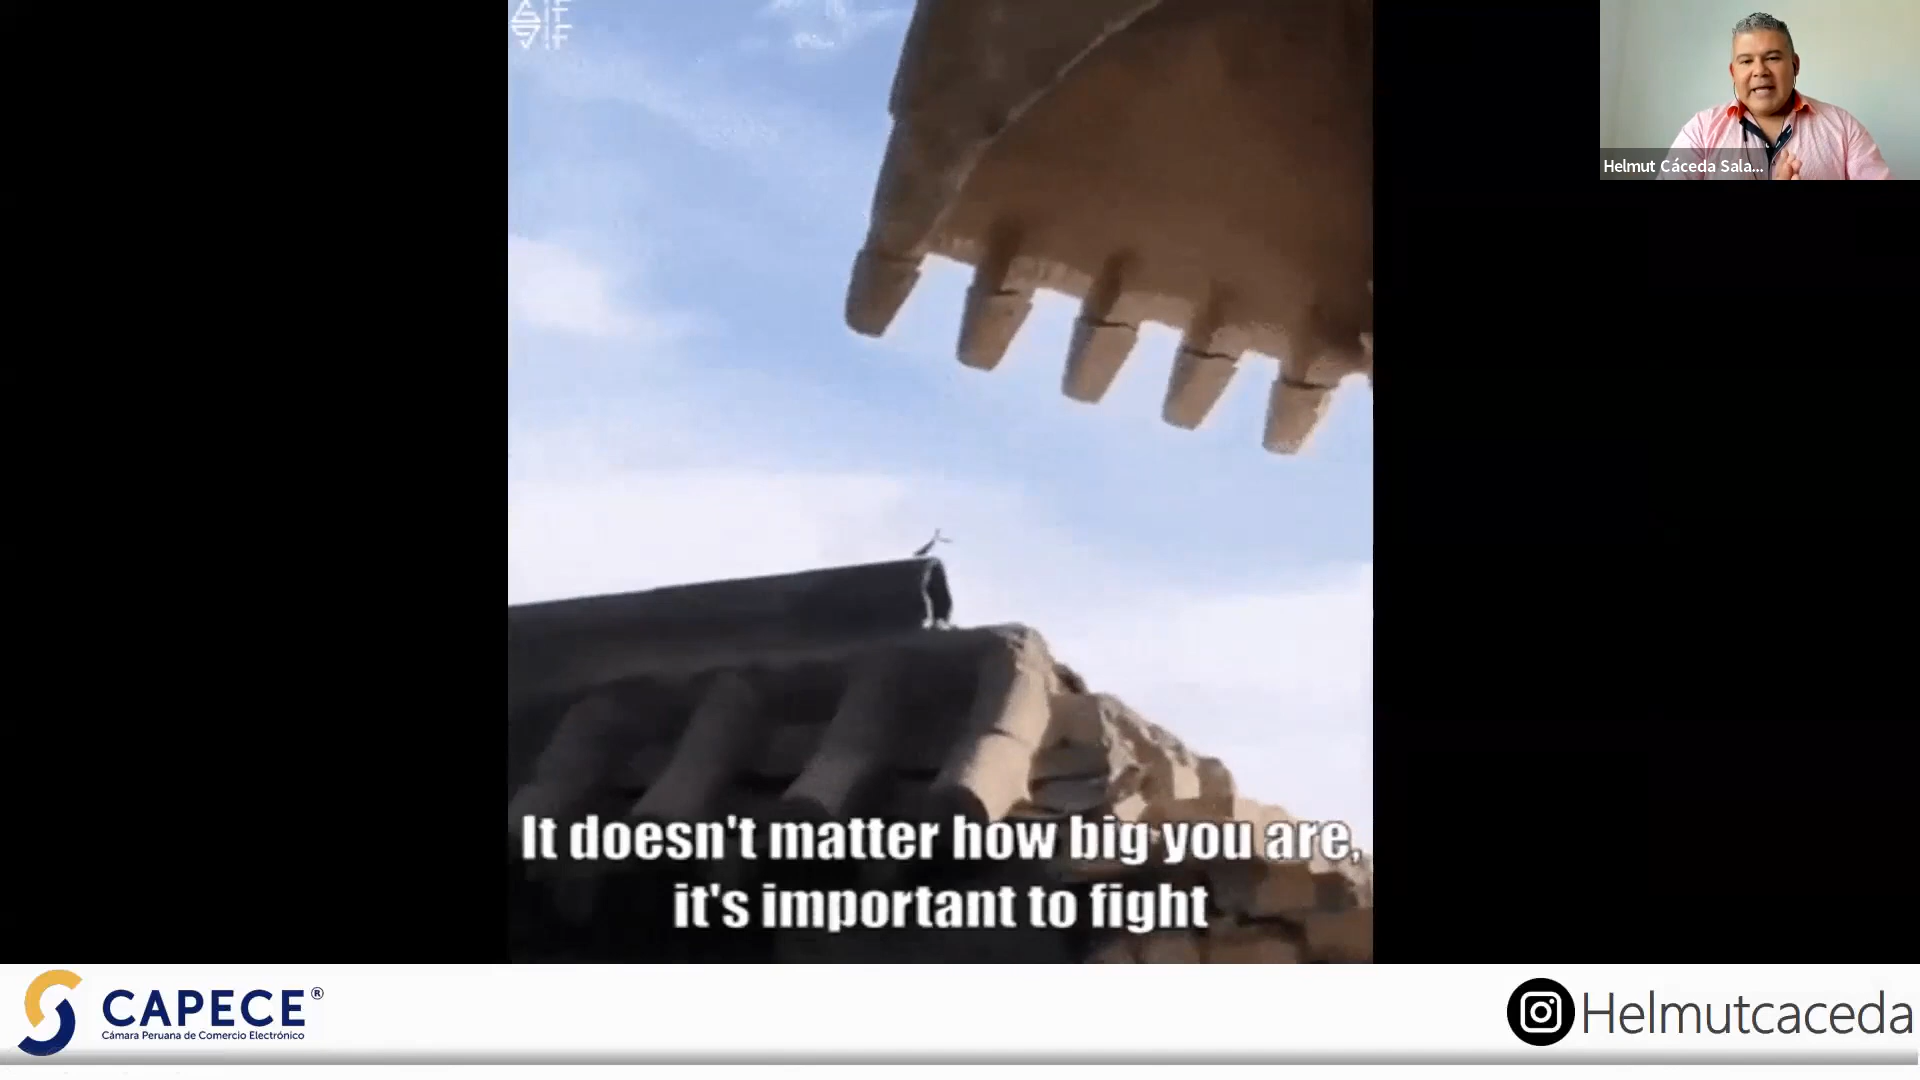 Helmut Cáceda Sala...
It doesn't matter how big you are,
it's important to fight
CAPECE®
Cámara Peruana de Comercio Electrónico
Helmutcaceda